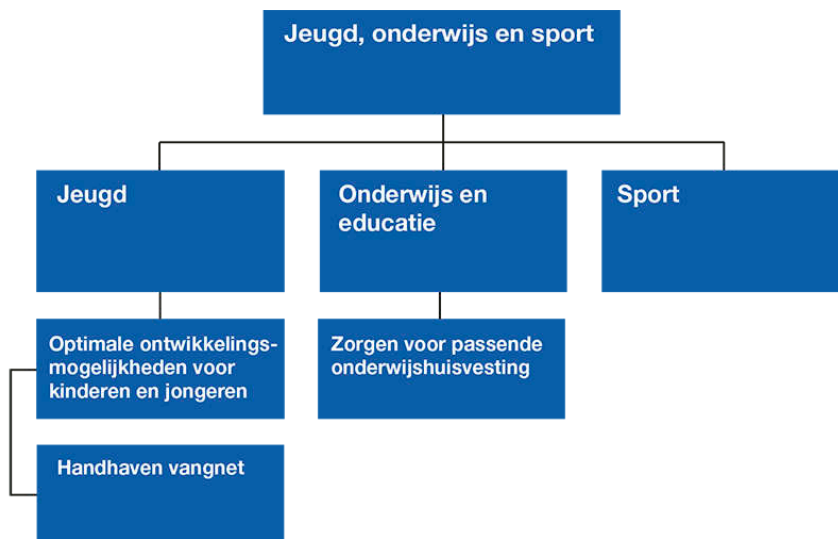 Jeugd, onderwijs en sport
Jeugd
Onderwijs en
educatie
Sport
Optimale ontwikkelings-
mogelijkheden voor
kinderen en jongeren
Zorgen voor passende
onderwijshuisvesting
Handhaven vangnet